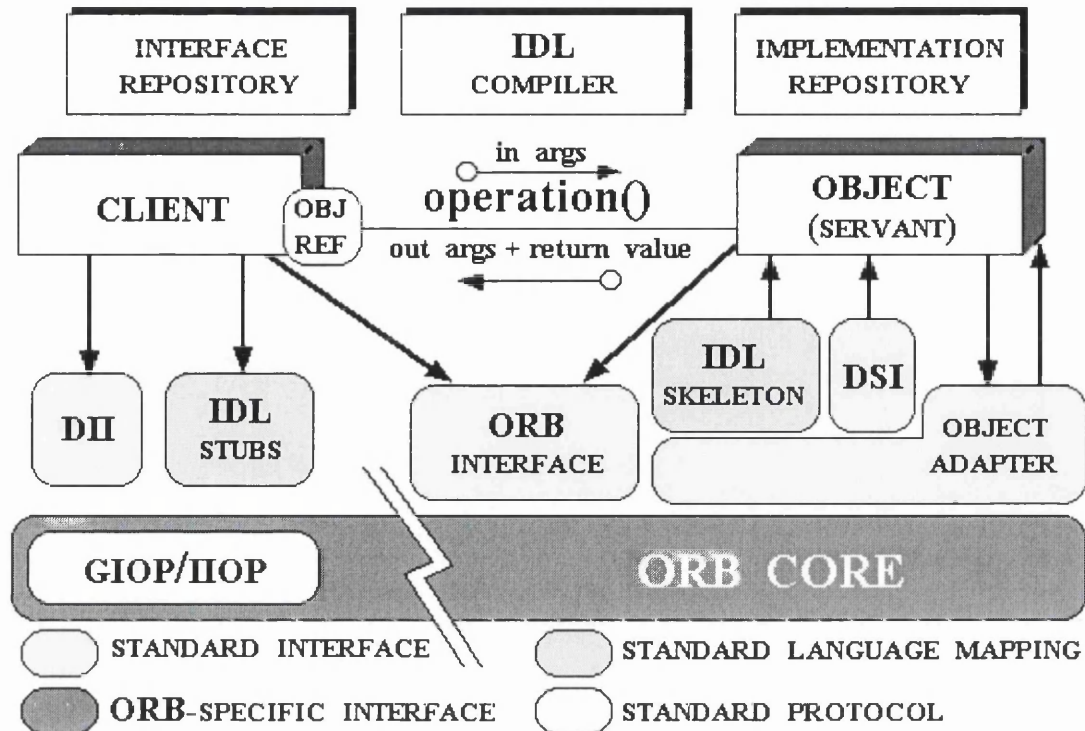 INTERFACE
REPOSITORY
IDL
COMPILER
IMPLEMENTATION
REPOSITORY
CLIENT
OBJ
REF
in args
operation()
out args + return value
OBJECT
(SERVANT)
DII
IDL
STUBS
ORB
INTERFACE
IDL
SKELETON
DSI
OBJECT
ADAPTER
GIOP/IIOP
ORB CORE
STANDARD INTERFACE
STANDARD LANGUAGE MAPPING
ORB-SPECIFIC INTERFACE
STANDARD PROTOCOL